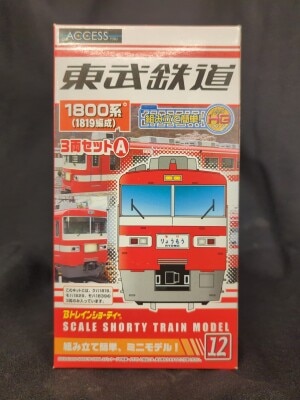 ACCESS
東武鉄道
1800系
(1819編成)
3両セットA
HG
りょうもう
Bトレインショーティー
SCALE SHORTY TRAIN MODEL
組み立て簡単、ミニモデル!
12